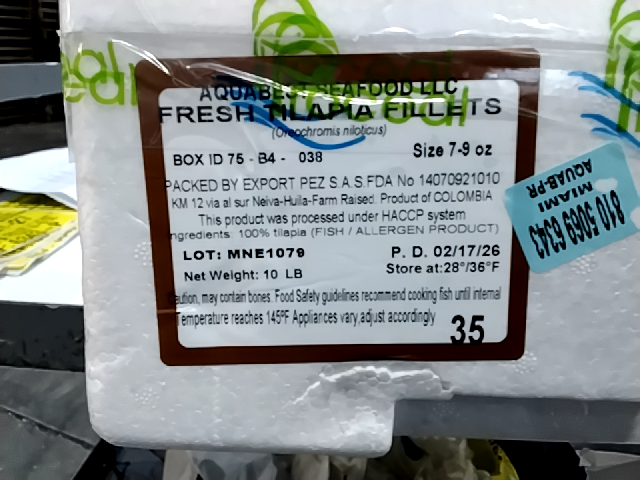 AQUABEST SEAFOOD LLC
FRESH TILAPIA FILLETS
(Oreochromis niloticus)
BOX ID 75 - B4 - 038
Size 7-9 oz
PACKED BY EXPORT PEZ S.A.S.FDA No 14070921010
KM 12 via al sur Neiva-Huila-Farm Raised. Product of COLOMBIA
This product was processed under HACCP system
ngredients: 100% tilapia (FISH / ALLERGEN PRODUCT)
LOT: MNE1079
P. D. 02/17/26
Net Weight: 10 LB
Store at:28°/36°F
aution, may contain bones. Food Safety guidelines recommend cooking fish until internal
Temperature reaches 145ºF Appliances vary,adjust accordingly
35
810 5069 6343
MIAMI
AQUAB-PR